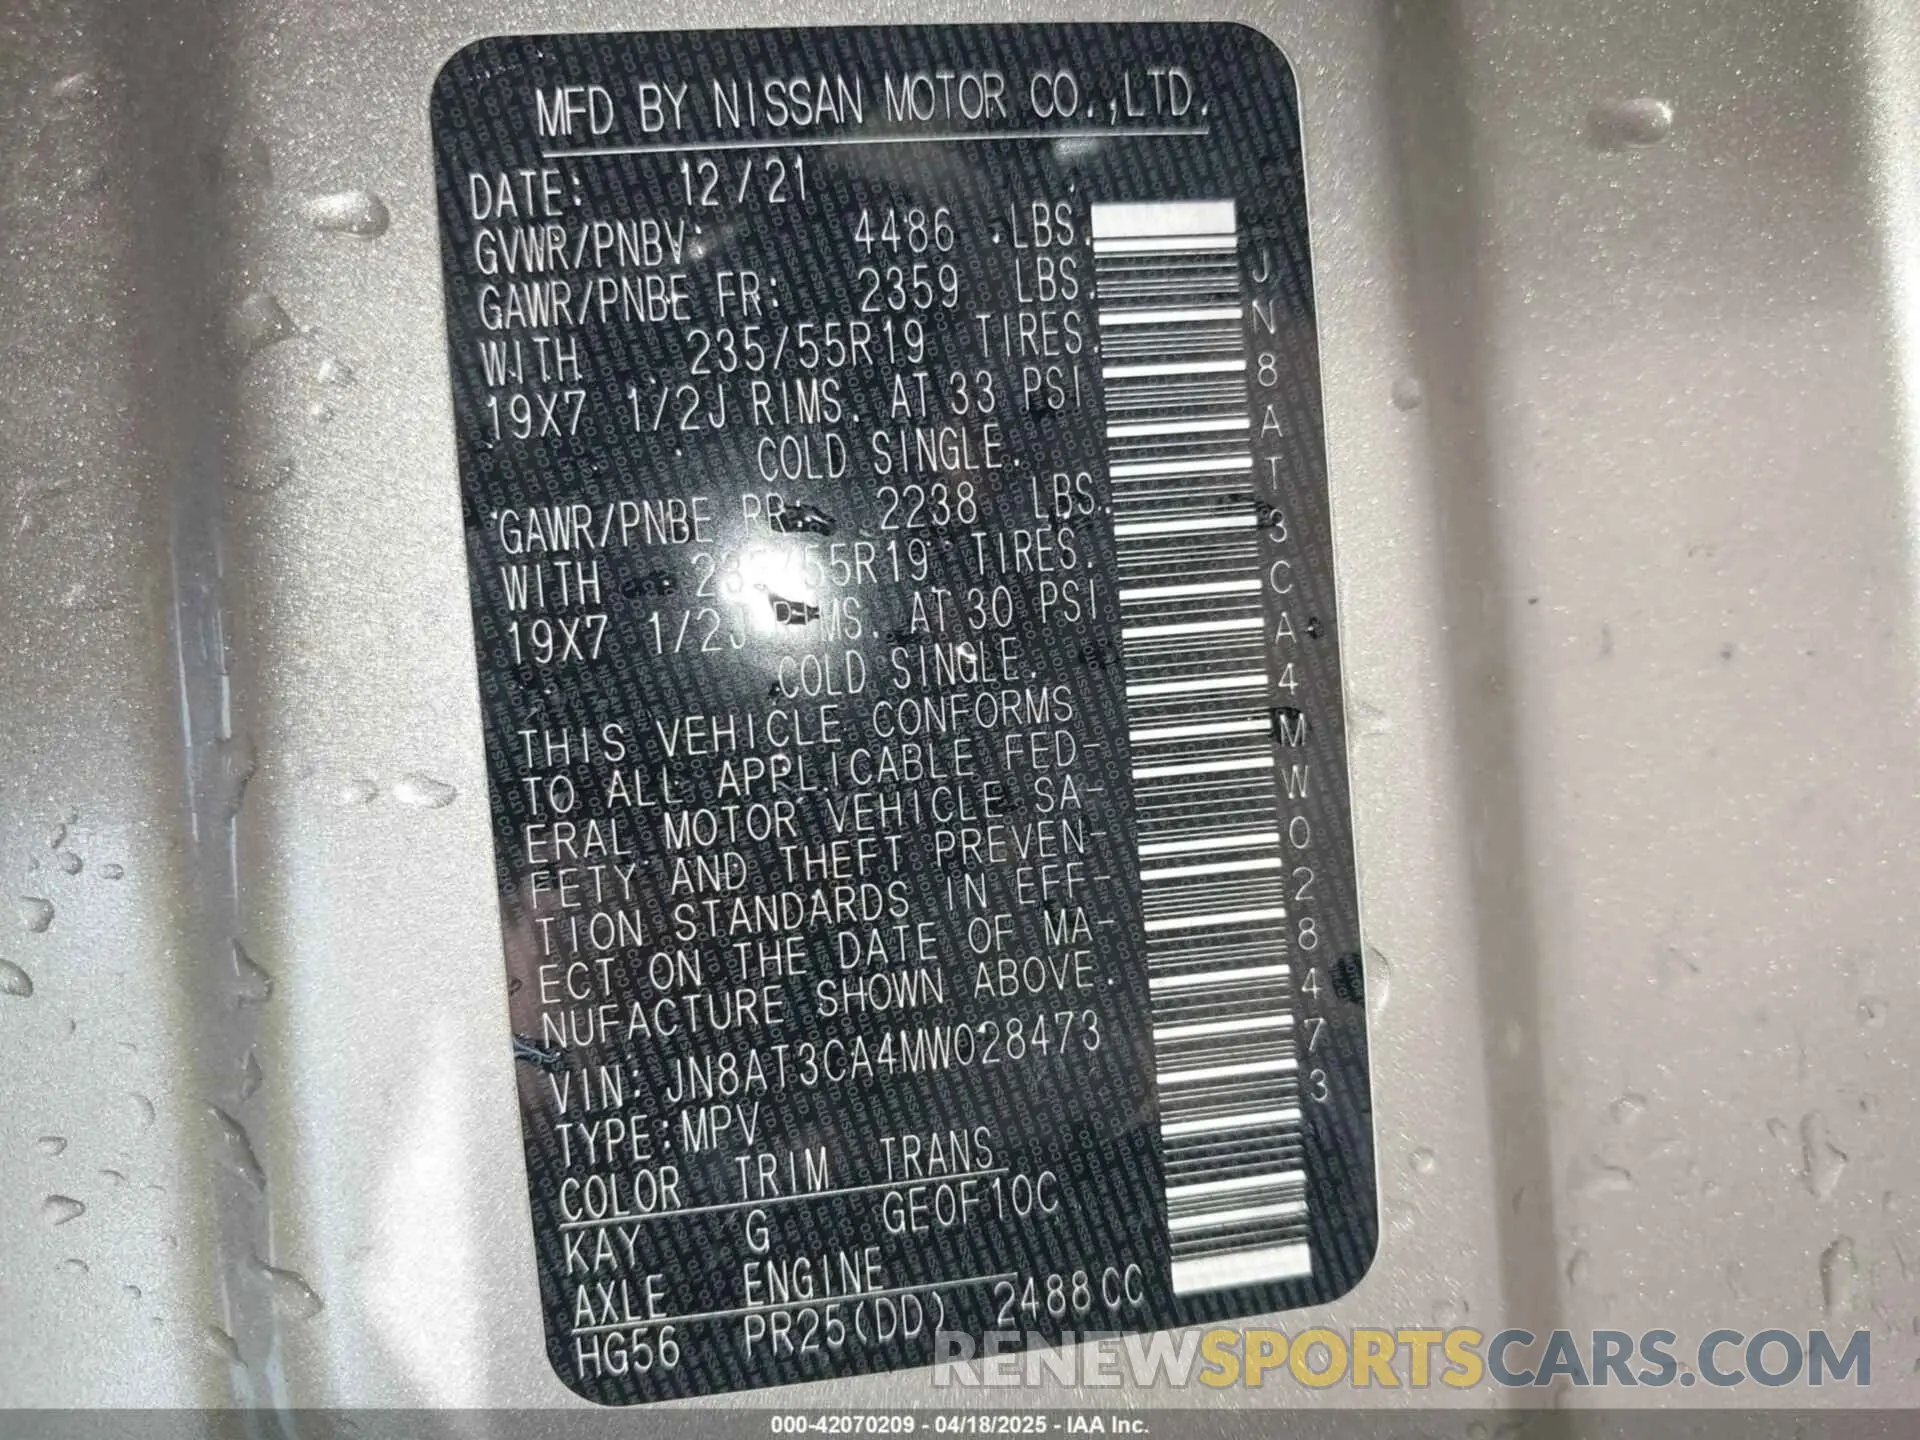 MFD BY NISSAN MOTOR CO.,LTD.
DATE: 12/21
GVWR/PNBV: 4486 LBS.
GAWR/PNBE FR: 2359 LBS.
WITH 235/55R19 TIRES.
19X7 1/2J RIMS. AT 33 PSI
COLD SINGLE.
GAWR/PNBE RR: 2238 LBS.
WITH 235/55R19 TIRES.
19X7 1/2J RIMS. AT 30 PSI
COLD SINGLE.
THIS VEHICLE CONFORMS
TO ALL APPLICABLE FED-
ERAL MOTOR VEHICLE SA-
FETY AND THEFT PREVEN-
TION STANDARDS IN EFF-
ECT ON THE DATE OF MA-
NUFACTURE SHOWN ABOVE.
VIN: JN8AT3CA4MW028473
TYPE:MPV
COLOR TRIM TRANS
KAY G GE0F10C
AXLE ENGINE
HG56 PR25(DD) 2488CC
JN8AT3CA4MW028473
RENEWSPORTSCARS.COM
000-42070209 - 04/18/2025 - IAA Inc.